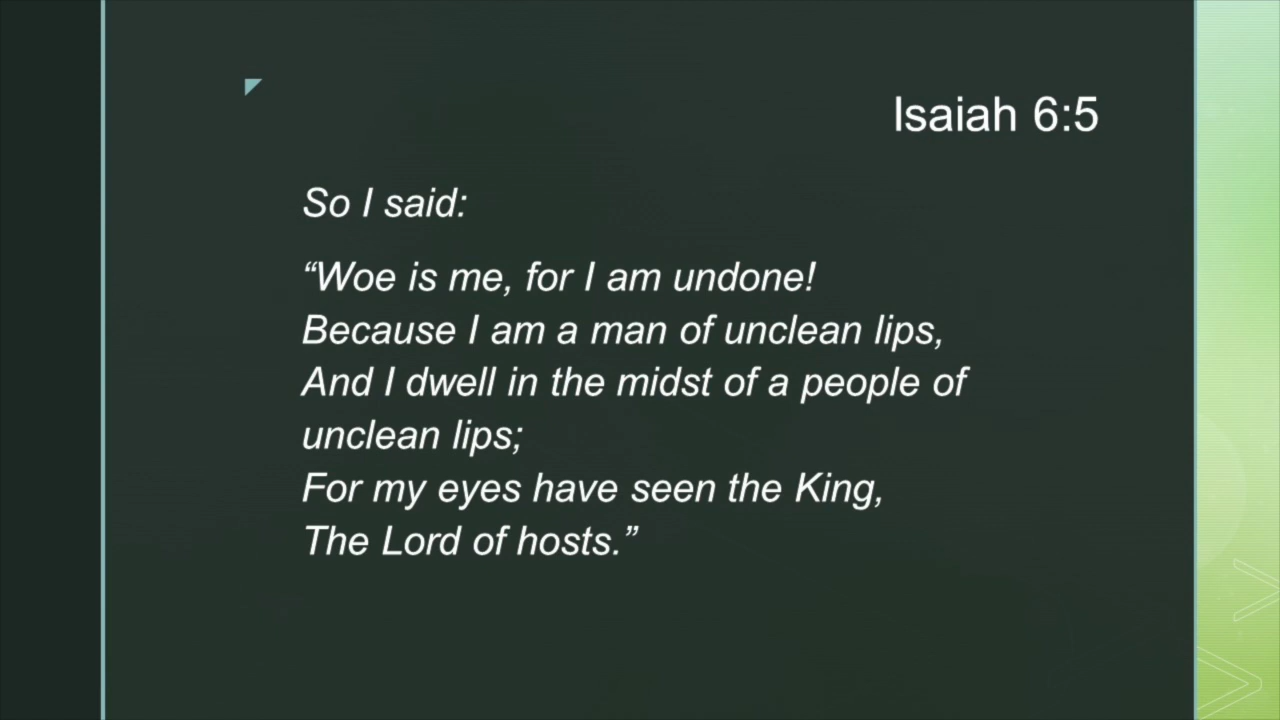 Isaiah 6:5
So I said:
“Woe is me, for I am undone!
Because I am a man of unclean lips,
And I dwell in the midst of a people of
unclean lips;
For my eyes have seen the King,
The Lord of hosts.”